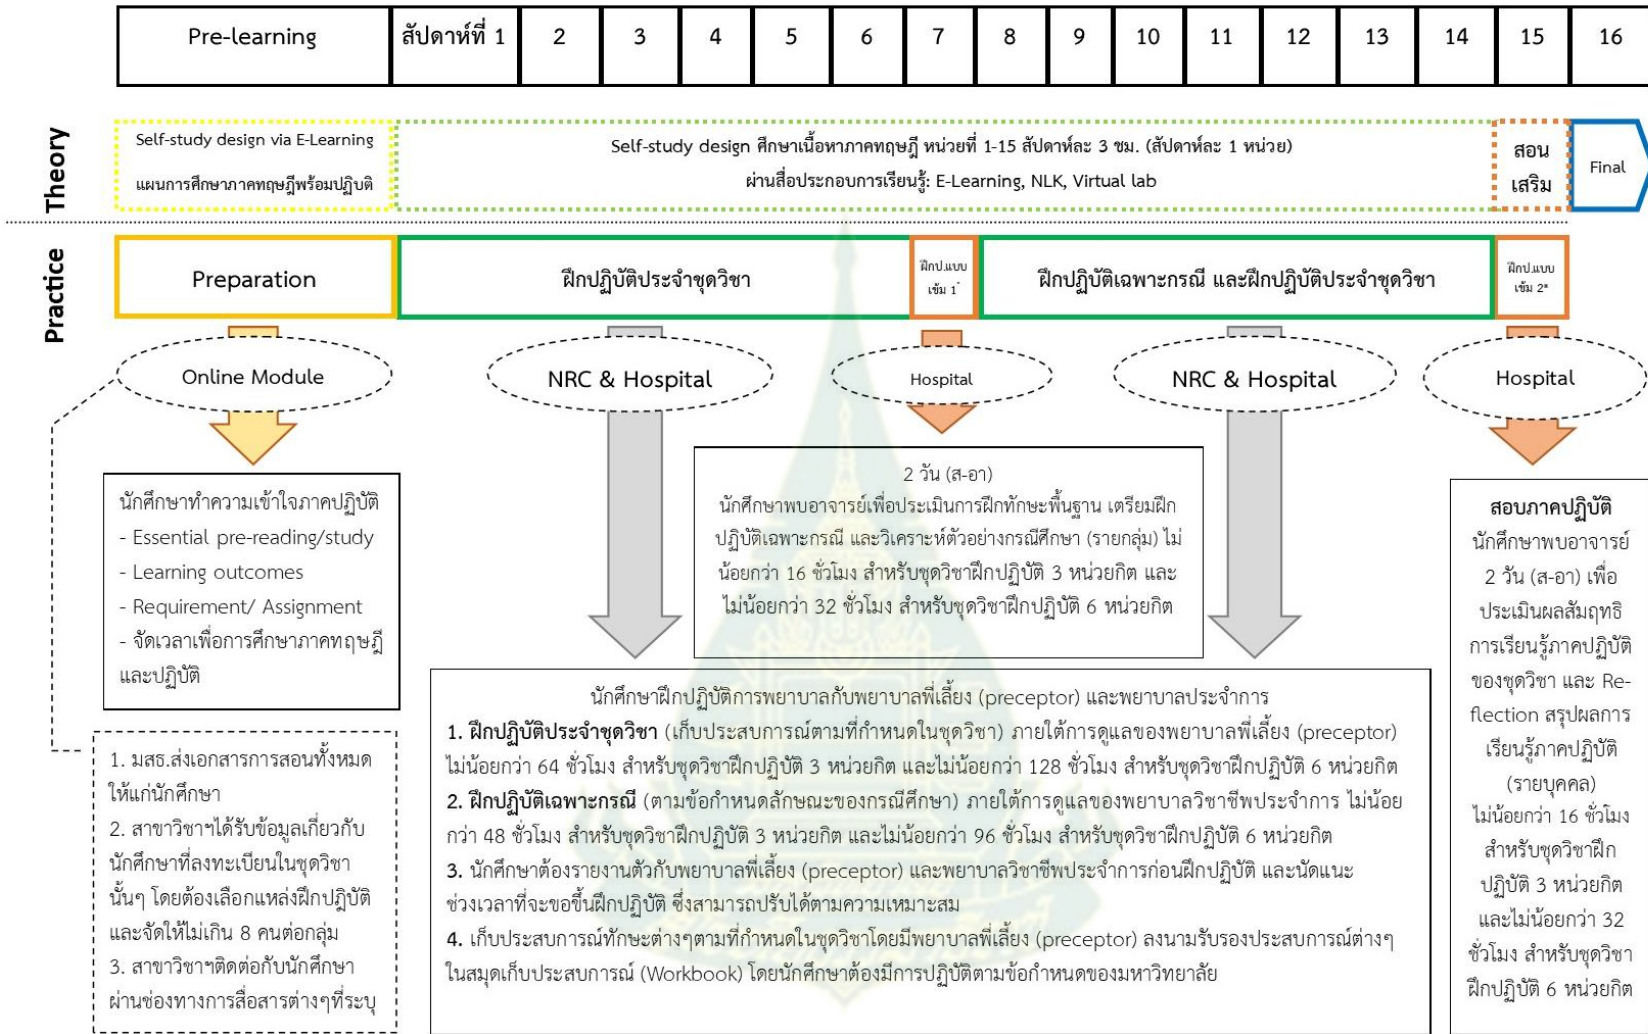 Pre-learning สัปดาห์ที่ 1 2 3 4 5 6 7 8 9 10 11 12 13 14 15 16
Theory
Self-study design via E-Learning
แผนการศึกษาภาคทฤษฎีพร้อมปฏิบัติ
Self-study design ศึกษาเนื้อหาภาคทฤษฎี หน่วยที่ 1-15 สัปดาห์ละ 3 ชม. (สัปดาห์ละ 1 หน่วย)
ผ่านสื่อประกอบการเรียนรู้: E-Learning, NLK, Virtual lab
สอน
เสริม
Final
Practice
Preparation
ฝึกปฏิบัติประจำชุดวิชา
ฝึกป.แบบ
เข้ม 1*
ฝึกปฏิบัติเฉพาะกรณี และฝึกปฏิบัติประจำชุดวิชา
ฝึกป.แบบ
เข้ม 2*
Online Module
NRC & Hospital
Hospital
NRC & Hospital
Hospital
นักศึกษาทำความเข้าใจภาคปฏิบัติ
- Essential pre-reading/study
- Learning outcomes
- Requirement/ Assignment
- จัดเวลาเพื่อการศึกษาภาคทฤษฎี
และปฏิบัติ
1. มสธ.ส่งเอกสารการสอนทั้งหมด
ให้แก่นักศึกษา
2. สาขาวิชาฯได้รับข้อมูลเกี่ยวกับ
นักศึกษาที่ลงทะเบียนในชุดวิชา
นั้นๆ โดยต้องเลือกแหล่งฝึกปฏิบัติ
และจัดให้ไม่เกิน 8 คนต่อกลุ่ม
3. สาขาวิชาฯติดต่อกับนักศึกษา
ผ่านช่องทางการสื่อสารต่างๆที่ระบุ
2 วัน (ส-อา)
นักศึกษาพบอาจารย์เพื่อประเมินการฝึกทักษะพื้นฐาน เตรียมฝึก
ปฏิบัติเฉพาะกรณี และวิเคราะห์ตัวอย่างกรณีศึกษา (รายกลุ่ม) ไม่
น้อยกว่า 16 ชั่วโมง สำหรับชุดวิชาฝึกปฏิบัติ 3 หน่วยกิต และ
ไม่น้อยกว่า 32 ชั่วโมง สำหรับชุดวิชาฝึกปฏิบัติ 6 หน่วยกิต
นักศึกษาฝึกปฏิบัติการพยาบาลกับพยาบาลพี่เลี้ยง (preceptor) และพยาบาลประจำการ
1. ฝึกปฏิบัติประจำชุดวิชา (เก็บประสบการณ์ตามที่กำหนดในชุดวิชา) ภายใต้การดูแลของพยาบาลพี่เลี้ยง (preceptor)
ไม่น้อยกว่า 64 ชั่วโมง สำหรับชุดวิชาฝึกปฏิบัติ 3 หน่วยกิต และไม่น้อยกว่า 128 ชั่วโมง สำหรับชุดวิชาฝึกปฏิบัติ 6 หน่วยกิต
2. ฝึกปฏิบัติเฉพาะกรณี (ตามข้อกำหนดลักษณะของกรณีศึกษา) ภายใต้การดูแลของพยาบาลวิชาชีพประจำการ ไม่น้อย
กว่า 48 ชั่วโมง สำหรับชุดวิชาฝึกปฏิบัติ 3 หน่วยกิต และไม่น้อยกว่า 96 ชั่วโมง สำหรับชุดวิชาฝึกปฏิบัติ 6 หน่วยกิต
3. นักศึกษาต้องรายงานตัวกับพยาบาลพี่เลี้ยง (preceptor) และพยาบาลวิชาชีพประจำการก่อนฝึกปฏิบัติ และนัดแนะ
ช่วงเวลาที่จะขอขึ้นฝึกปฏิบัติ ซึ่งสามารถปรับได้ตามความเหมาะสม
4. เก็บประสบการณ์ทักษะต่างๆตามที่กำหนดในชุดวิชาโดยมีพยาบาลพี่เลี้ยง (preceptor) ลงนามรับรองประสบการณ์ต่างๆ
ในสมุดเก็บประสบการณ์ (Workbook) โดยนักศึกษาต้องมีการปฏิบัติตามข้อกำหนดของมหาวิทยาลัย
สอบภาคปฏิบัติ
นักศึกษาพบอาจารย์
2 วัน (ส-อา) เพื่อ
ประเมินผลสัมฤทธิ
การเรียนรู้ภาคปฏิบัติ
ของชุดวิชา และ Re-
flection สรุปผลการ
เรียนรู้ภาคปฏิบัติ
(รายบุคคล)
ไม่น้อยกว่า 16 ชั่วโมง
สำหรับชุดวิชาฝึก
ปฏิบัติ 3 หน่วยกิต
และไม่น้อยกว่า 32
ชั่วโมง สำหรับชุดวิชา
ฝึกปฏิบัติ 6 หน่วยกิต